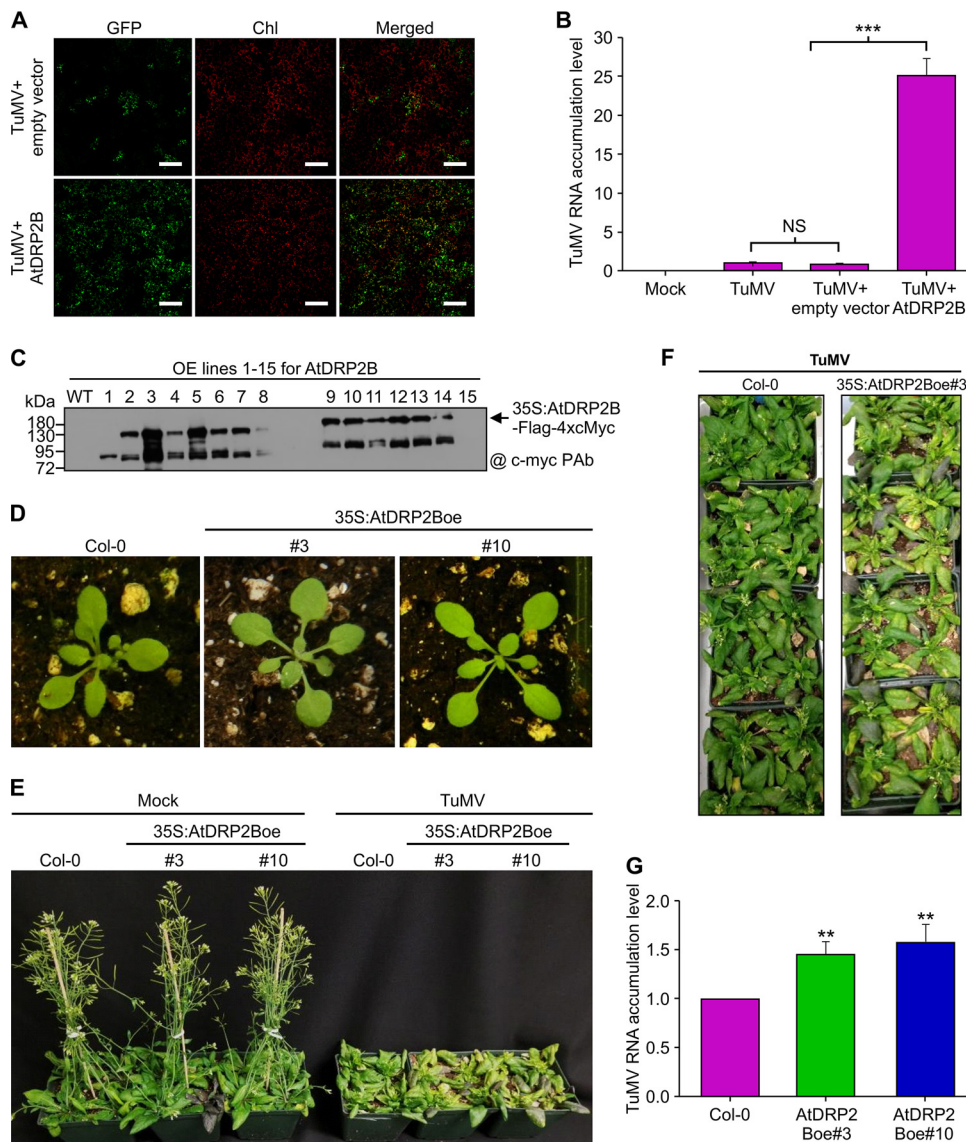 A
GFP
Chl
Merged
TuMV+
empty vector
TuMV+
AtDRP2B
B
TuMV RNA accumulation level
30
25
20
15
10
5
0
NS
***
Mock
TuMV
TuMV+
empty vector
TuMV+
AtDRP2B
C
OE lines 1-15 for AtDRP2B
kDa
WT 1 2 3 4 5 6 7 8 9 10 11 12 13 14 15
180
130
95
72
35S:AtDRP2B
-Flag-4xcMyc
@ c-myc PAb
D
35S:AtDRP2Boe
Col-0
#3
#10
E
Mock
TuMV
35S:AtDRP2Boe
35S:AtDRP2Boe
Col-0
#3
#10
Col-0
#3
#10
F
TuMV
Col-0
35S:AtDRP2Boe#3
G
TuMV RNA accumulation level
2.0
1.5
1.0
0.5
0.0
**
**
Col-0
AtDRP2
Boe#3
AtDRP2
Boe#10